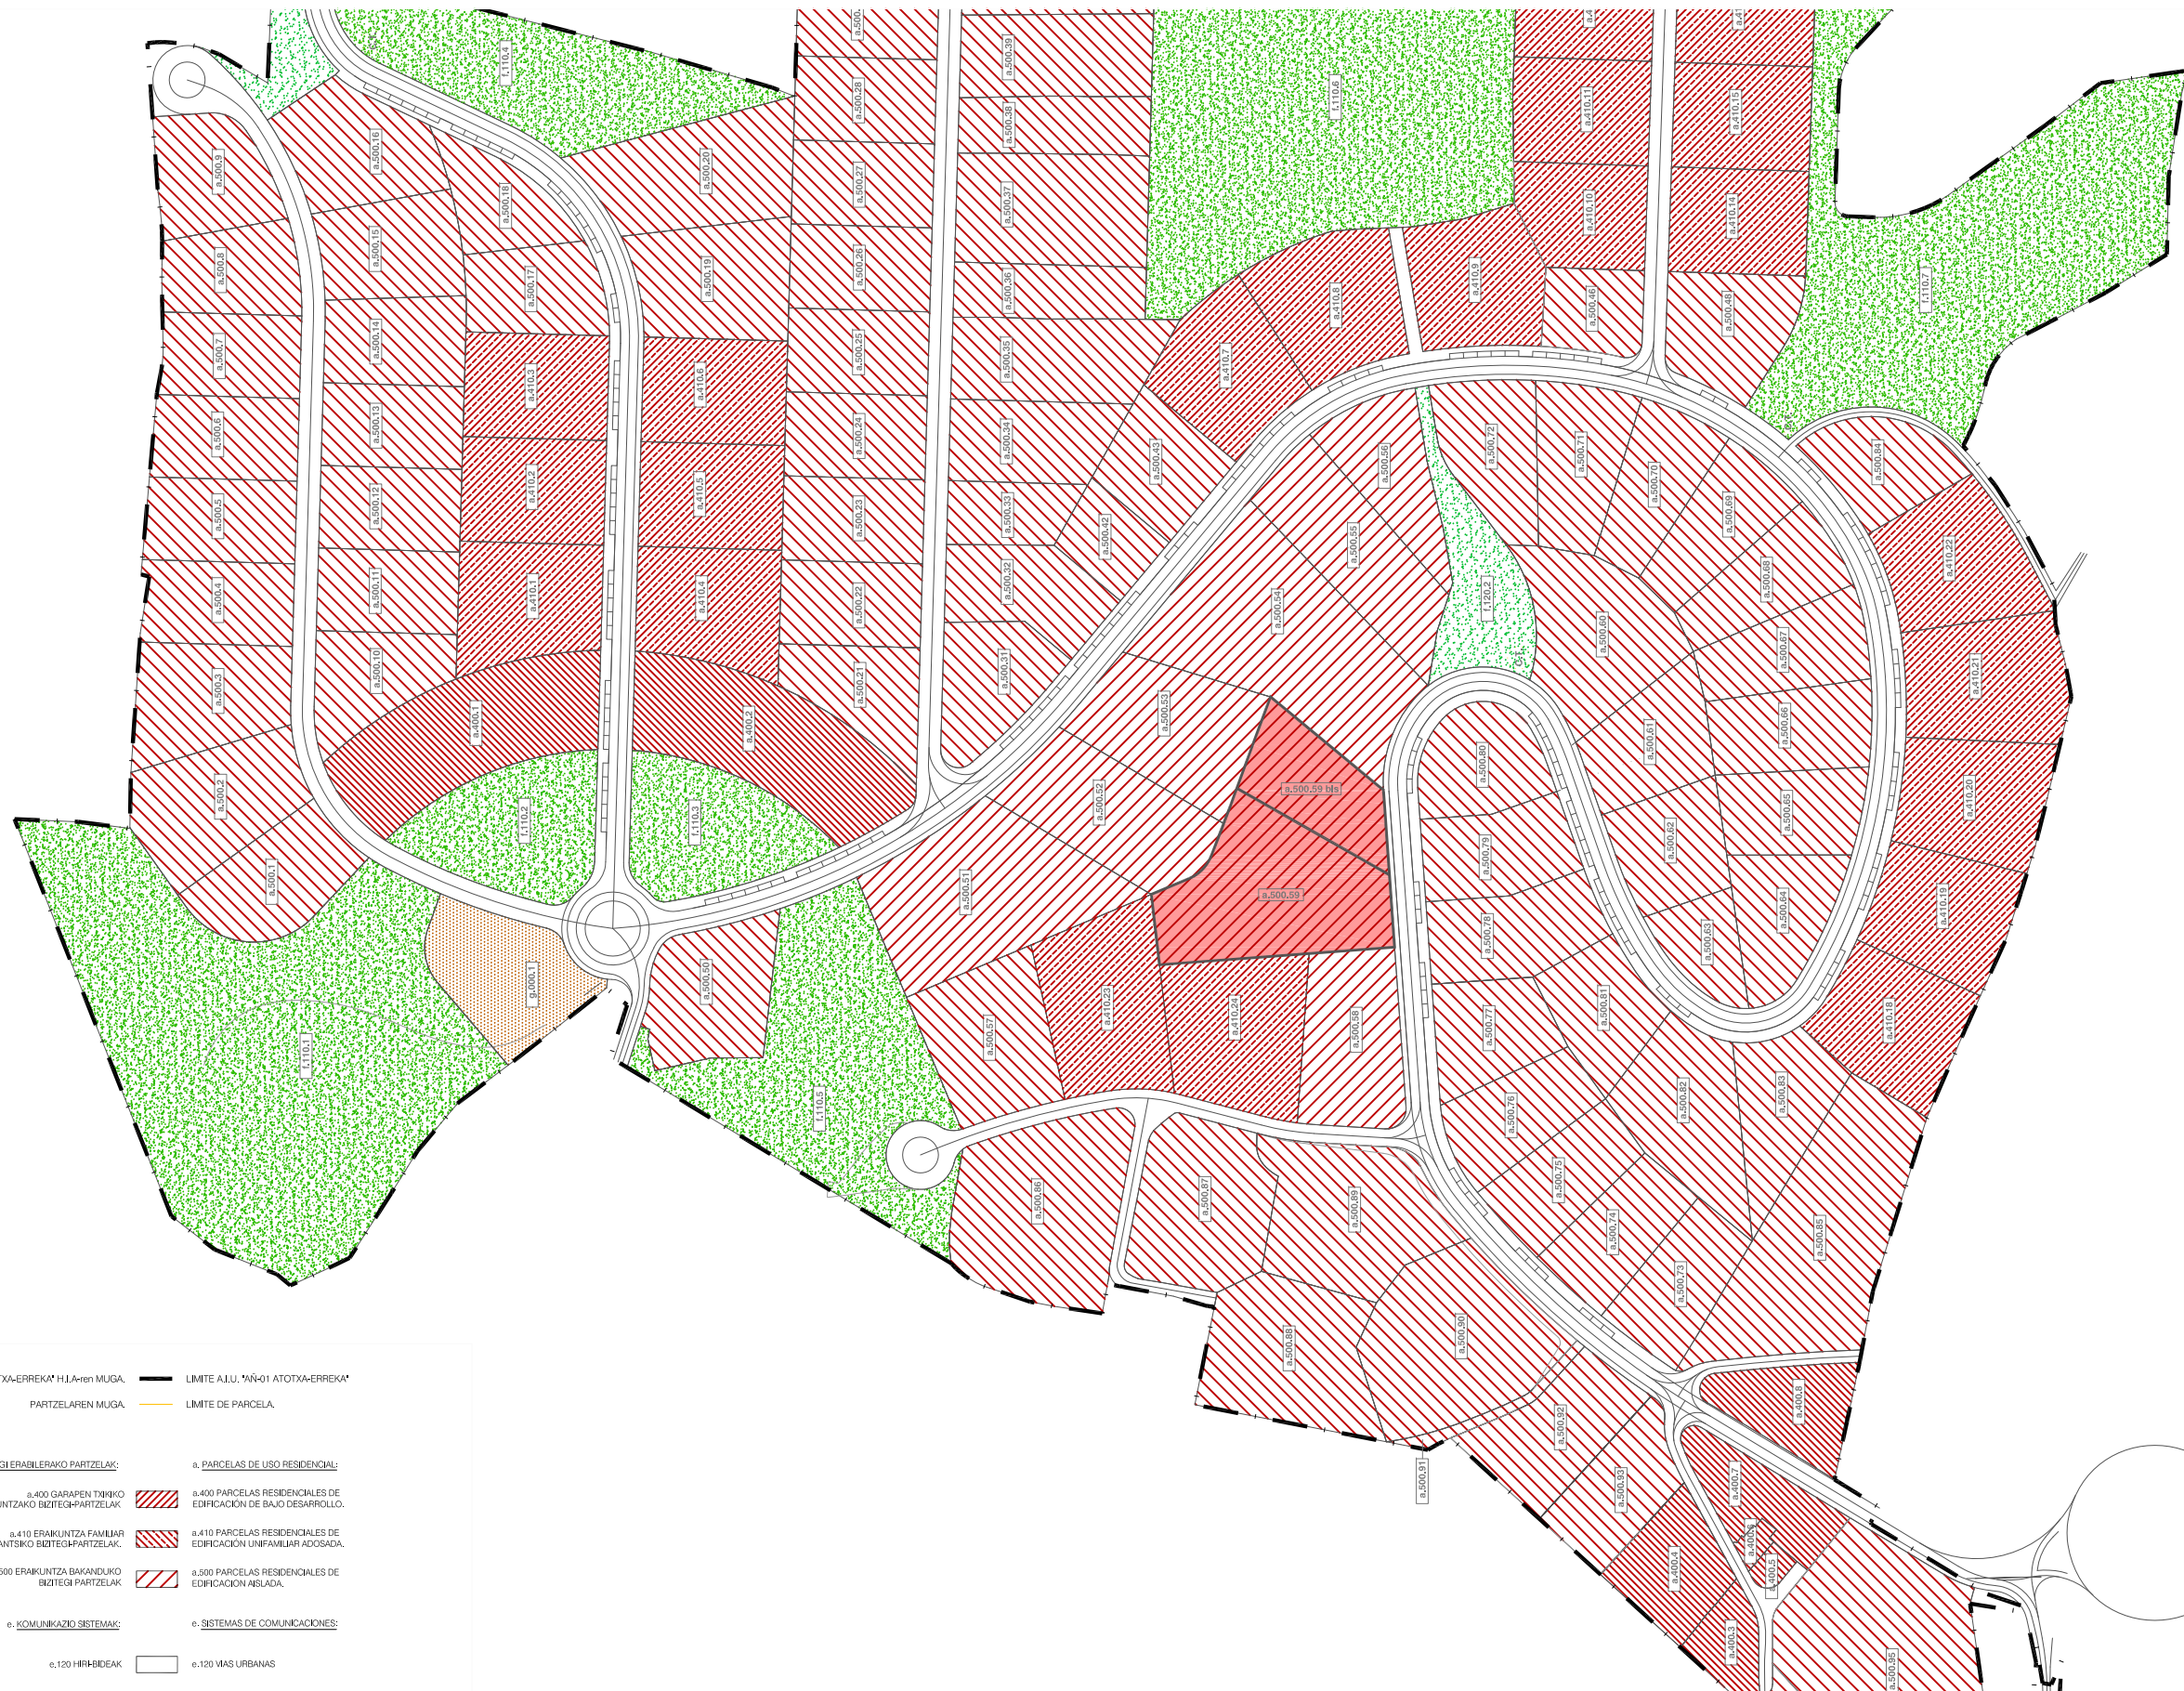 f.110.4
a.500.
a.500.39
a.4
a.41
a.500.28
f.110.6
a.410.11
a.410.15
a.500.38
a.500.16
a.500.9
a.500.20
a.500.27
a.500.18
a.500.37
a.410.10
a.410.14
a.500.15
a.500.8
a.500.26
a.500.19
a.500.17
a.500.36
a.410.8
a.410.9
a.500.46
a.500.48
f.110.7
a.500.14
a.500.7
a.500.25
a.500.35
a.410.7
a.410.3
a.410.6
a.500.13
a.500.6
a.500.24
a.500.34
a.500.43
a.500.56
a.500.72
a.500.71
a.500.70
a.500.84
a.410.2
a.410.5
a.500.12
a.500.5
a.500.23
a.500.33
a.500.42
a.500.55
a.500.69
a.410.22
a.500.11
a.500.4
a.410.1
a.410.4
a.500.22
a.500.32
a.500.54
f.120.2
a.500.60
a.500.68
a.500.10
a.500.3
a.500.21
a.500.31
a.500.67
a.410.21
a.400.1
a.400.2
a.500.53
a.500.61
a.500.66
a.500.2
f.110.2
f.110.3
a.500.52
a.500.59 bis
a.500.80
a.500.65
a.410.20
a.500.1
a.500.51
a.500.59
a.500.79
a.500.62
a.500.64
a.410.19
g.000.1
a.500.50
a.500.78
a.500.63
f.110.1
a.500.57
a.410.23
a.410.24
a.500.58
a.500.77
a.500.81
a.410.18
f.110.5
a.500.76
a.500.82
a.500.83
a.500.86
a.500.87
a.500.89
a.500.75
a.500.74
a.500.85
a.500.73
a.500.88
a.500.90
a.500.92
a.400.8
a.500.91
a.500.93
a.400.7
a.400.4
a.400.5
a.400.3
a.500.95
XA-ERREKA" H.I.A-ren MUGA.
LIMITE A.I.U. "AÑ-01 ATOTXA-ERREKA"
PARTZELAREN MUGA.
LÍMITE DE PARCELA.
GI ERABILERAKO PARTZELAK:
a. PARCELAS DE USO RESIDENCIAL:
a.400 GARAPEN TXIKIKO
NTZAKO BIZITEGI-PARTZELAK
a.400 PARCELAS RESIDENCIALES DE
EDIFICACIÓN DE BAJO DESARROLLO.
a.410 ERAIKUNTZA FAMILIAR
ANTSIKO BIZITEGI-PARTZELAK.
a.410 PARCELAS RESIDENCIALES DE
EDIFICACIÓN UNIFAMILIAR ADOSADA.
500 ERAIKUNTZA BAKANDUKO
BIZITEGI PARTZELAK
a.500 PARCELAS RESIDENCIALES DE
EDIFICACION AISLADA.
e. KOMUNIKAZIO SISTEMAK:
e. SISTEMAS DE COMUNICACIONES:
e.120 HIRI-BIDEAK
e.120 VIAS URBANAS